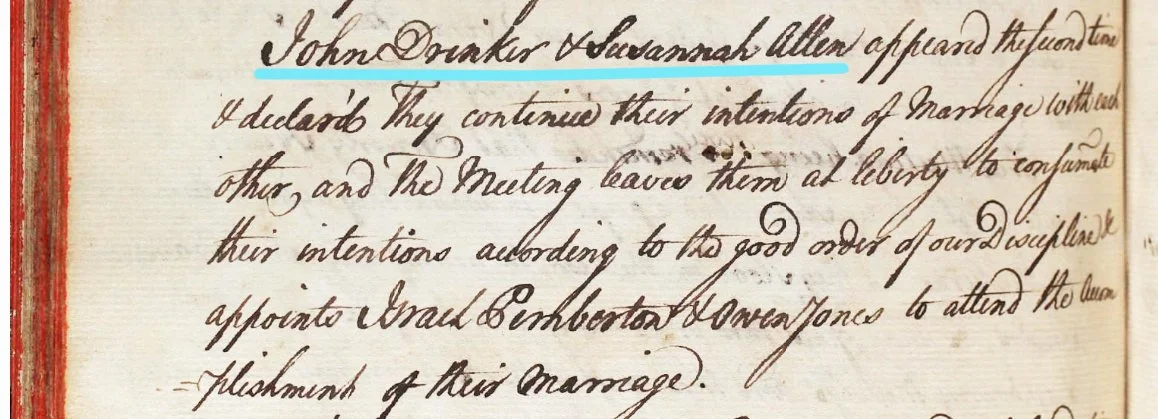 John Drinker & Susannah Allen appeared the second time
& declar'd They continue their intentions of Marriage with each
other, and The Meeting leaves them at liberty to consumate
their intentions according to the good order of our Discipline &
appoints Israel Pemberton & Owen Jones to attend the Accom
=plishment of their Marriage.